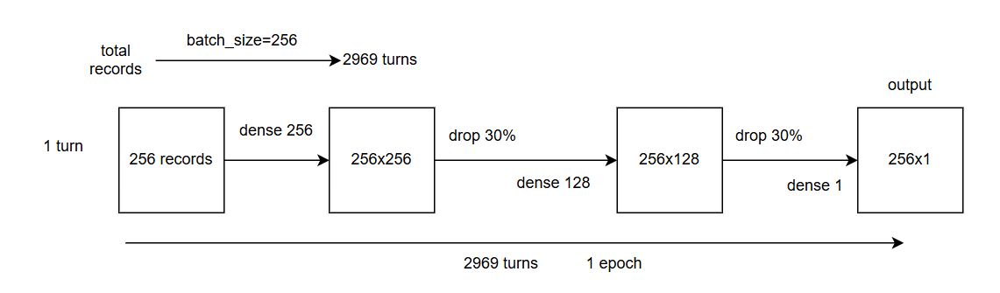 total
records
batch_size=256
2969 turns
output
1 turn
256 records
dense 256
256x256
drop 30%
dense 128
256x128
drop 30%
dense 1
256x1
2969 turns
1 epoch